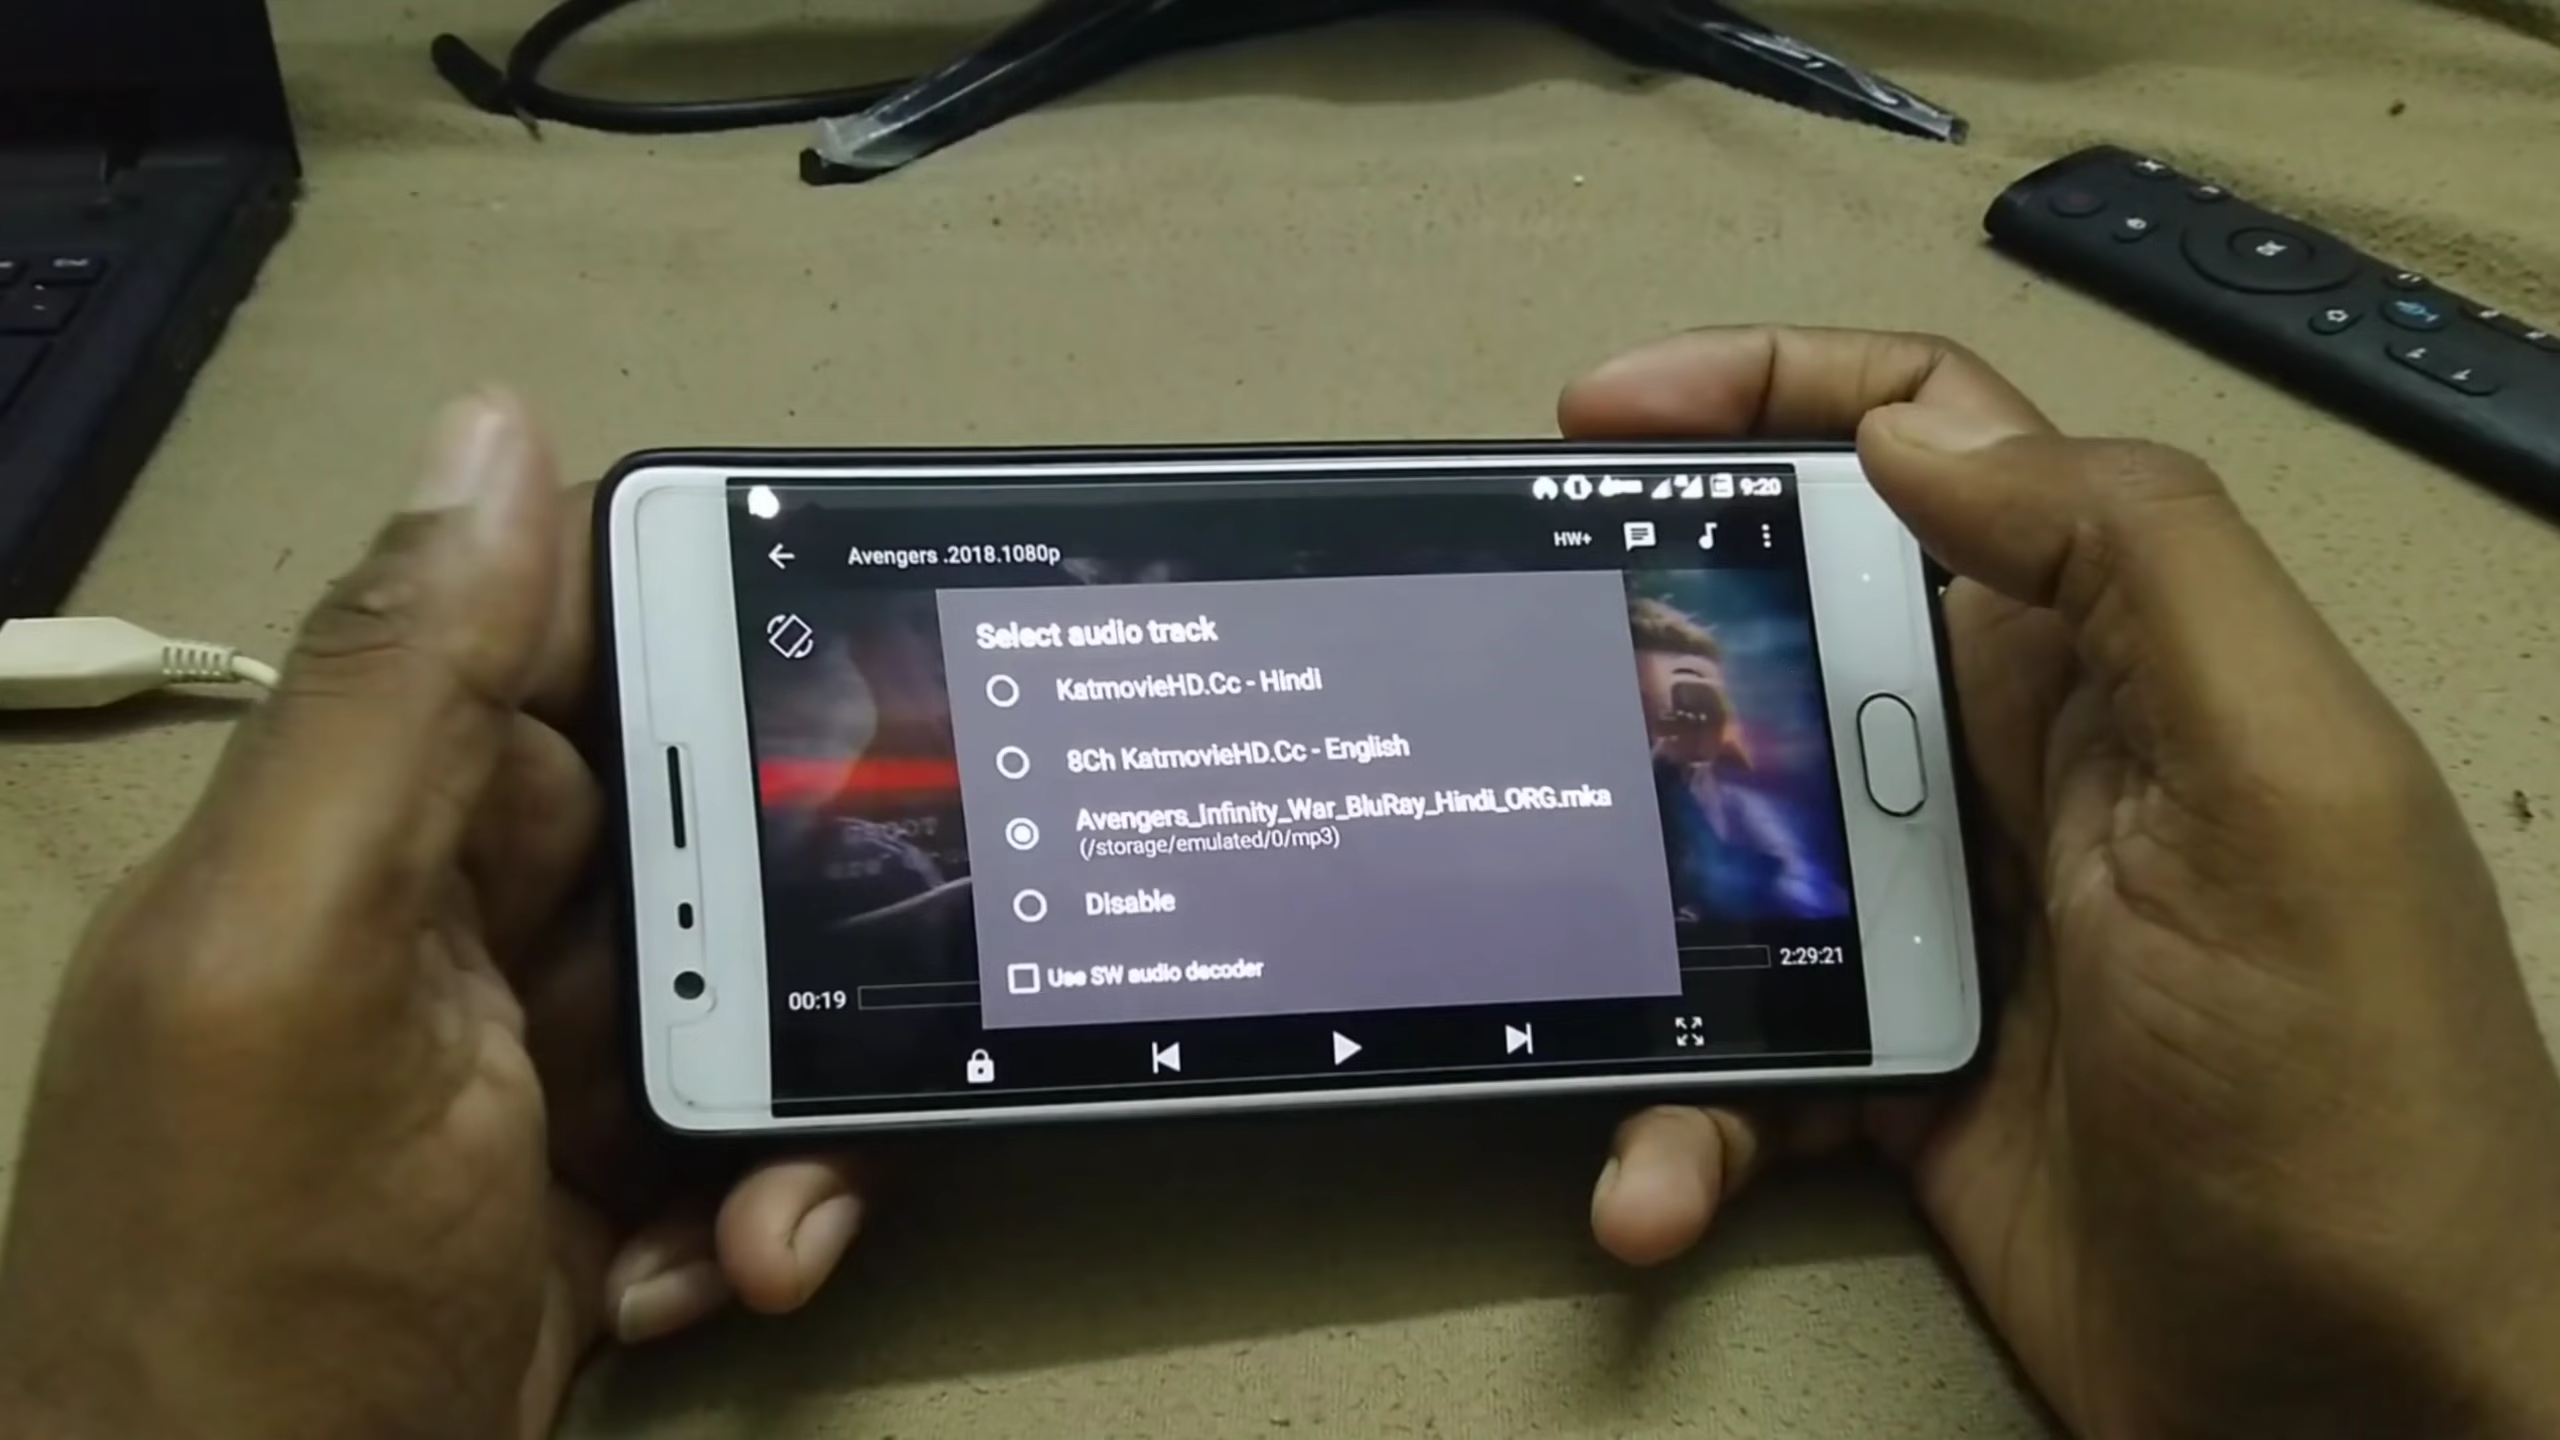 9:20
Avengers .2018.1080p
HW+
Select audio track
KatmovieHD.Cc - Hindi
8Ch KatmovieHD.Cc - English
Avengers_Infinity_War_BluRay_Hindi_ORG.mka
(/storage/emulated/0/mp3)
Disable
Use SW audio decoder
00:19
2:29:21